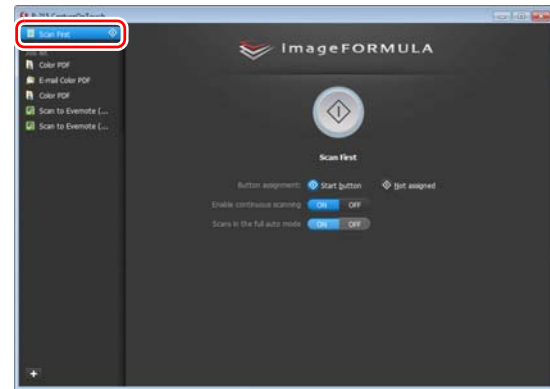 Scan First
Color PDF
E-mail Color PDF
Color PDF
Scan to Evernote (...
Scan to Evernote (...
imageFORMULA
Scan First
Button assignment: Start button Not assigned
Enable continuous scanning ON OFF
Scans in the full auto mode ON OFF
+